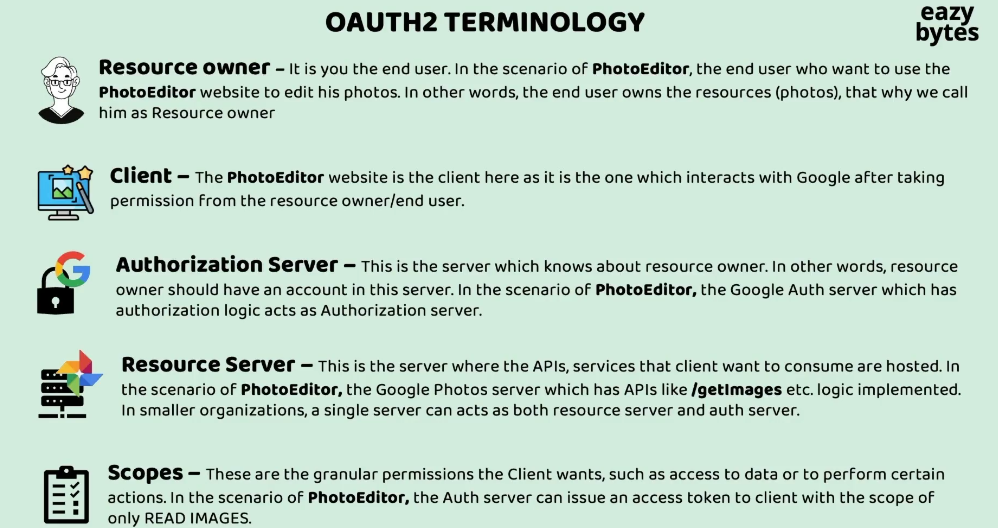 OAUTH2 TERMINOLOGY
eazy
bytes
Resource owner – It is you the end user. In the scenario of PhotoEditor, the end user who want to use the
PhotoEditor website to edit his photos. In other words, the end user owns the resources (photos), that why we call
him as Resource owner
Client – The PhotoEditor website is the client here as it is the one which interacts with Google after taking
permission from the resource owner/end user.
Authorization Server – This is the server which knows about resource owner. In other words, resource
owner should have an account in this server. In the scenario of PhotoEditor, the Google Auth server which has
authorization logic acts as Authorization server.
Resource Server – This is the server where the APIs, services that client want to consume are hosted. In
the scenario of PhotoEditor, the Google Photos server which has APIs like /getImages etc. logic implemented.
In smaller organizations, a single server can acts as both resource server and auth server.
Scopes – These are the granular permissions the Client wants, such as access to data or to perform certain
actions. In the scenario of PhotoEditor, the Auth server can issue an access token to client with the scope of
only READ IMAGES.